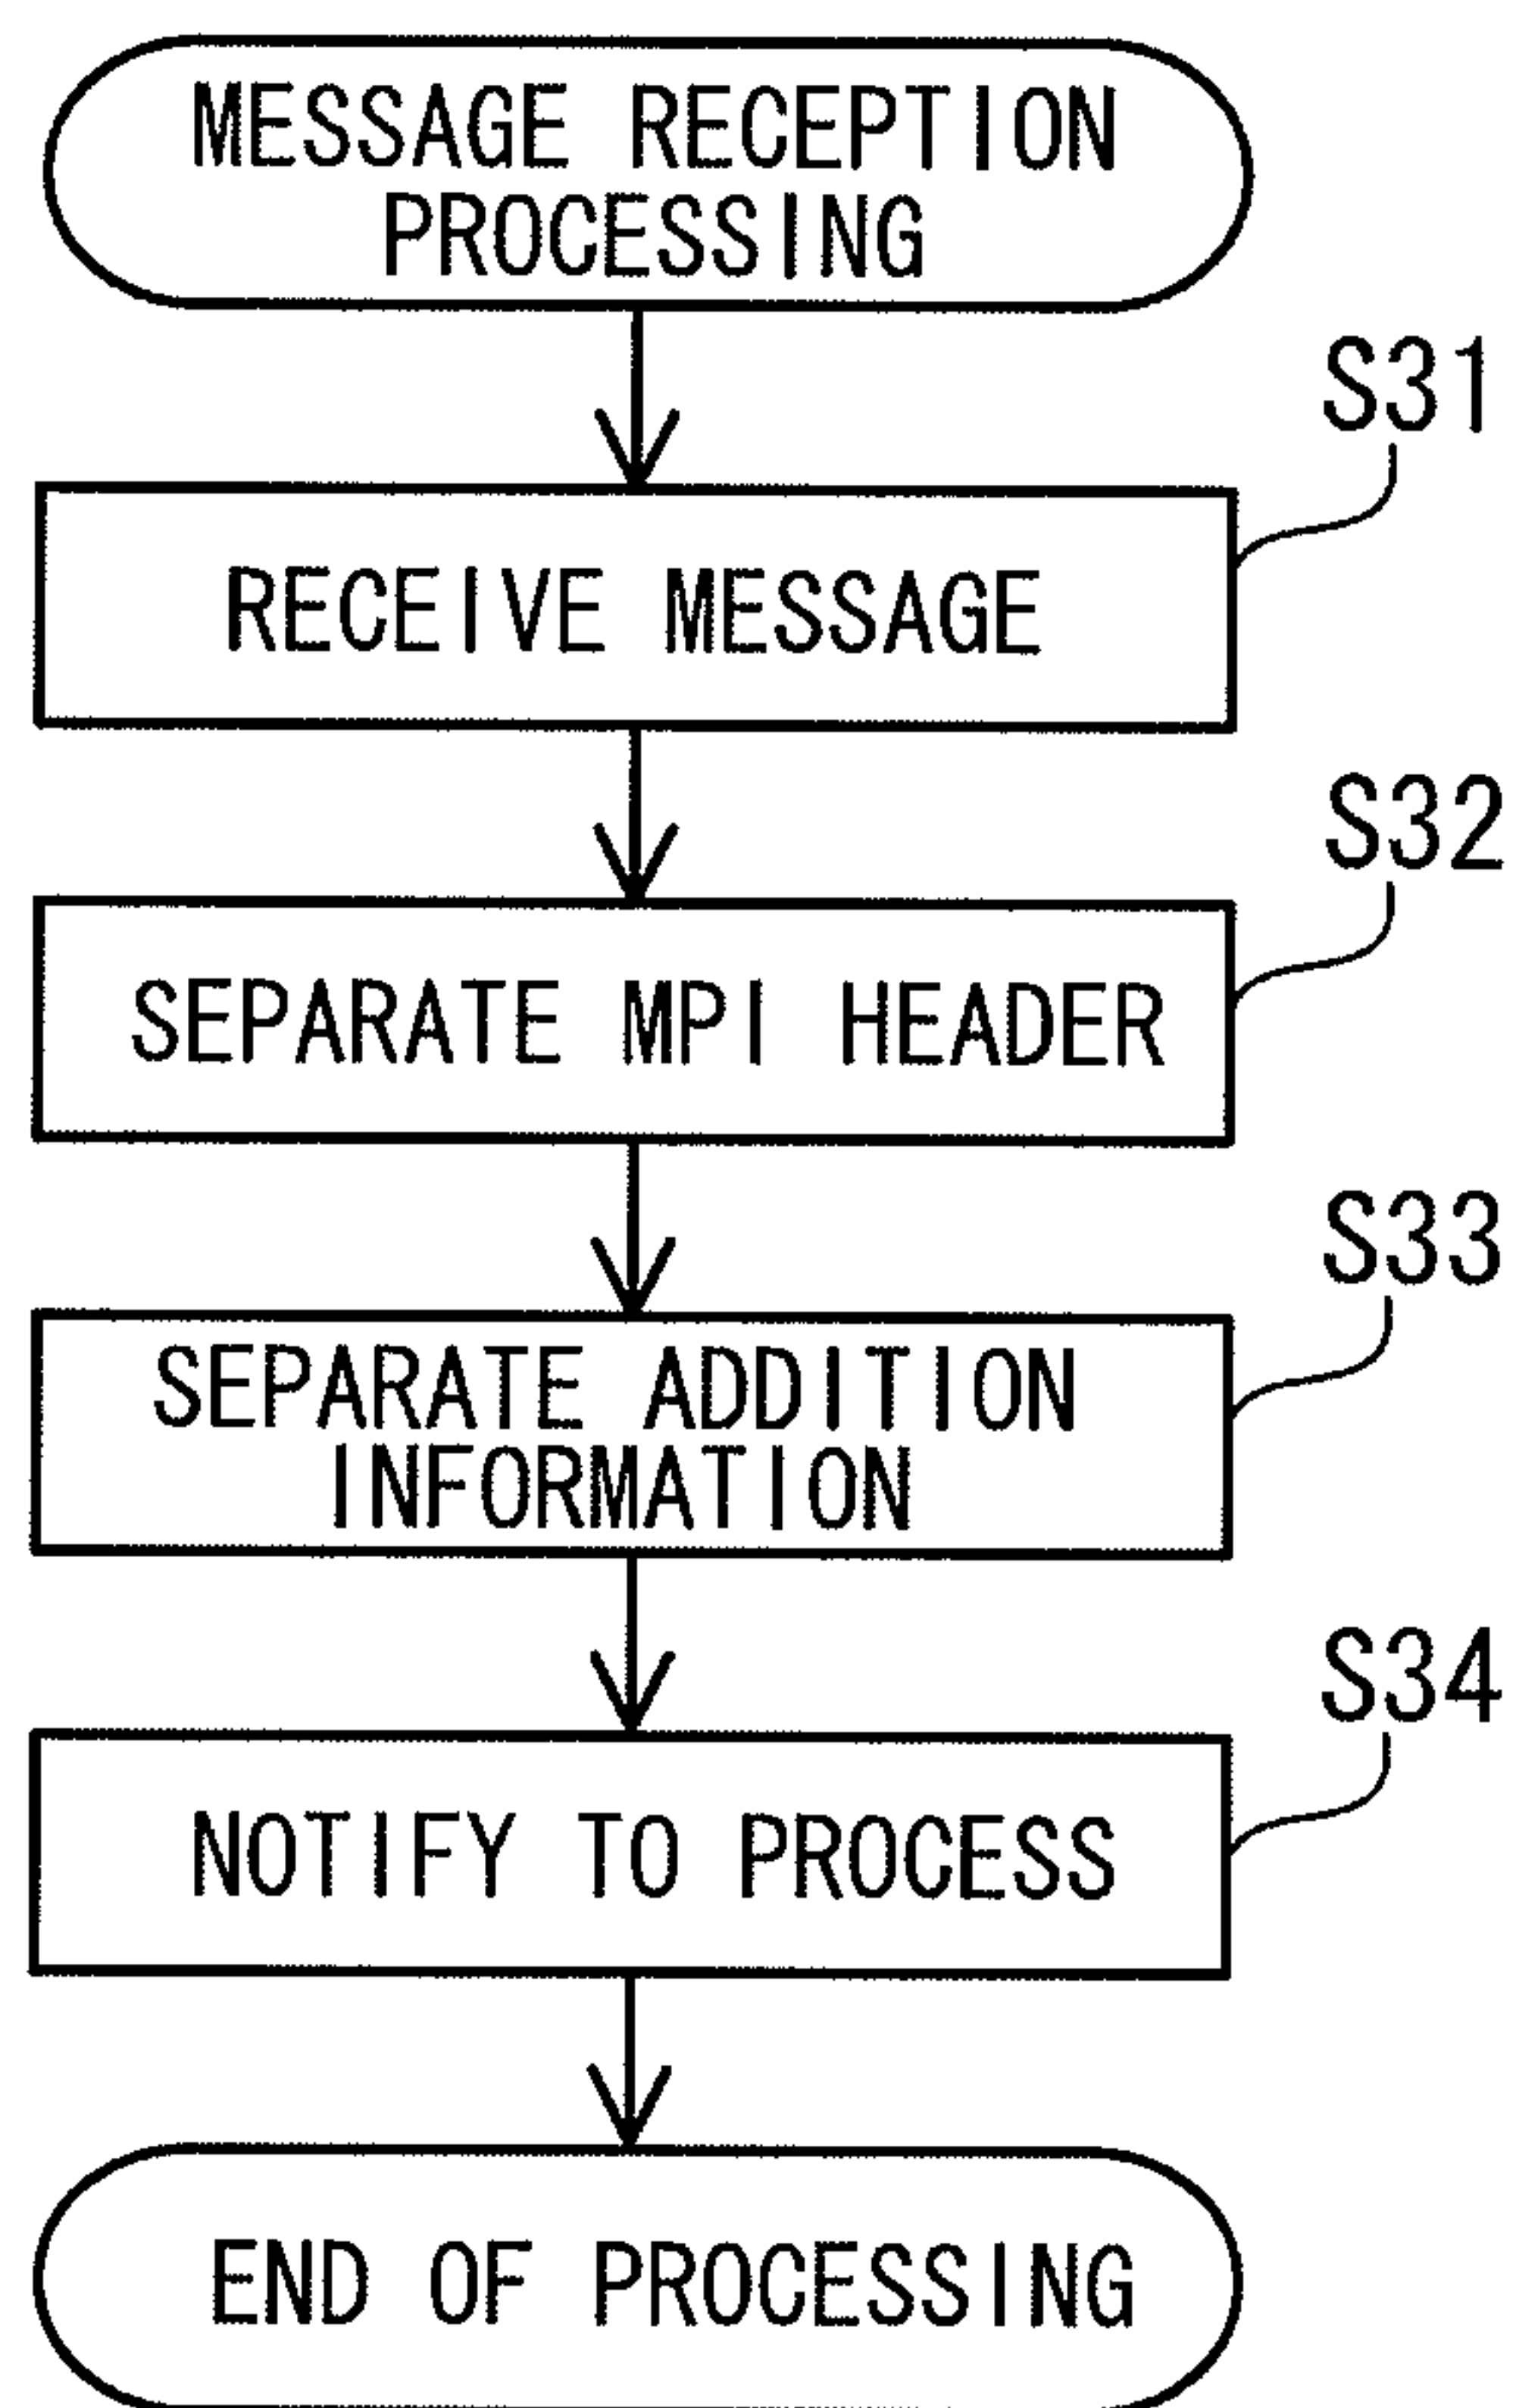 MESSAGE RECEPTION
PROCESSING
S31
RECEIVE MESSAGE
S32
SEPARATE MPI HEADER
S33
SEPARATE ADDITION
INFORMATION
S34
NOTIFY TO PROCESS
END OF PROCESSING